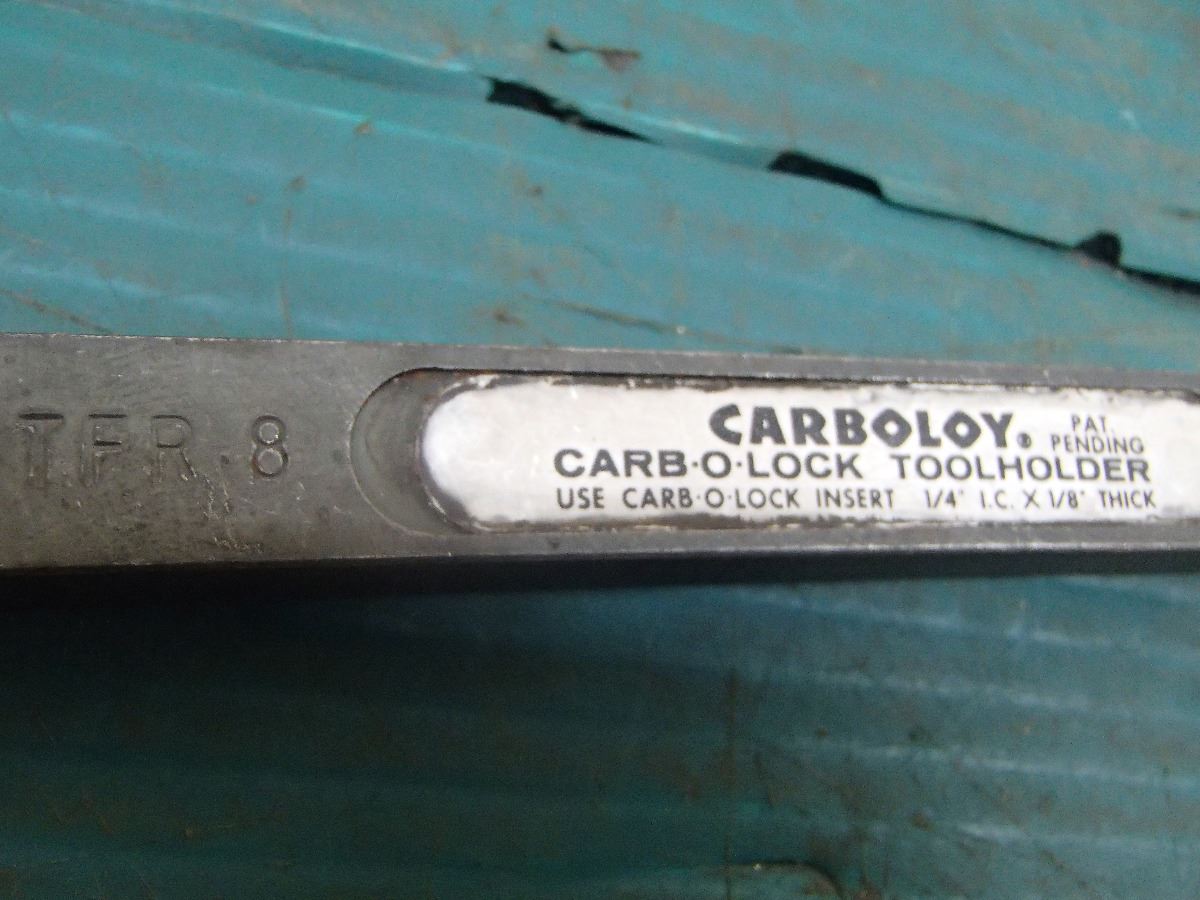 TFR-8
CARBOLOY® PAT. PENDING
CARB·O·LOCK TOOLHOLDER
USE CARB·O·LOCK INSERT 1/4" I.C. X 1/8" THICK